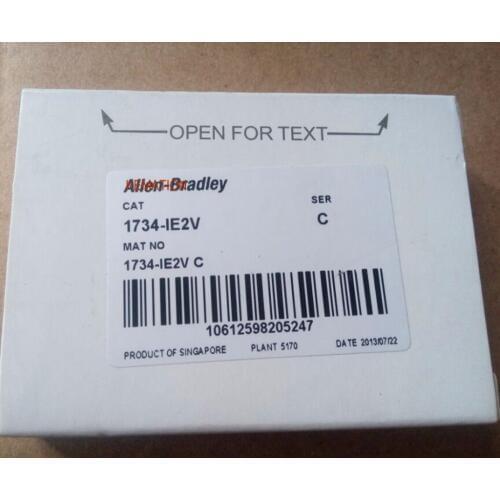 OPEN FOR TEXT
Allen-Bradley
CAT
SER
1734-IE2V
C
MAT NO
1734-IE2V C
10612598205247
PRODUCT OF SINGAPORE PLANT 5170 DATE 2013/07/22